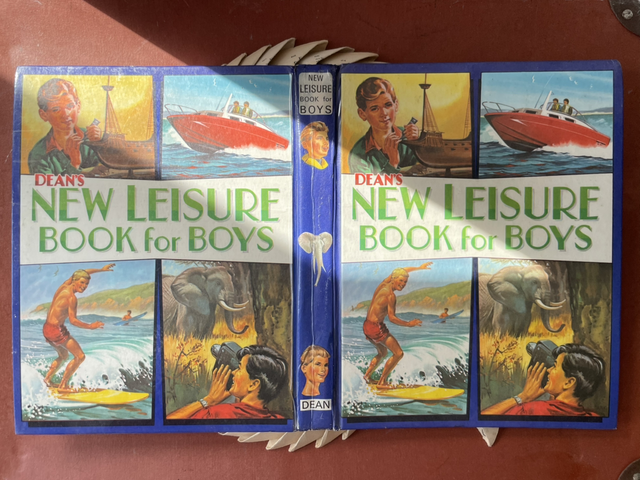 DEAN'S
NEW LEISURE
BOOK for BOYS
NEW
LEISURE
BOOK for
BOYS
DEAN
DEAN'S
NEW LEISURE
BOOK for BOYS